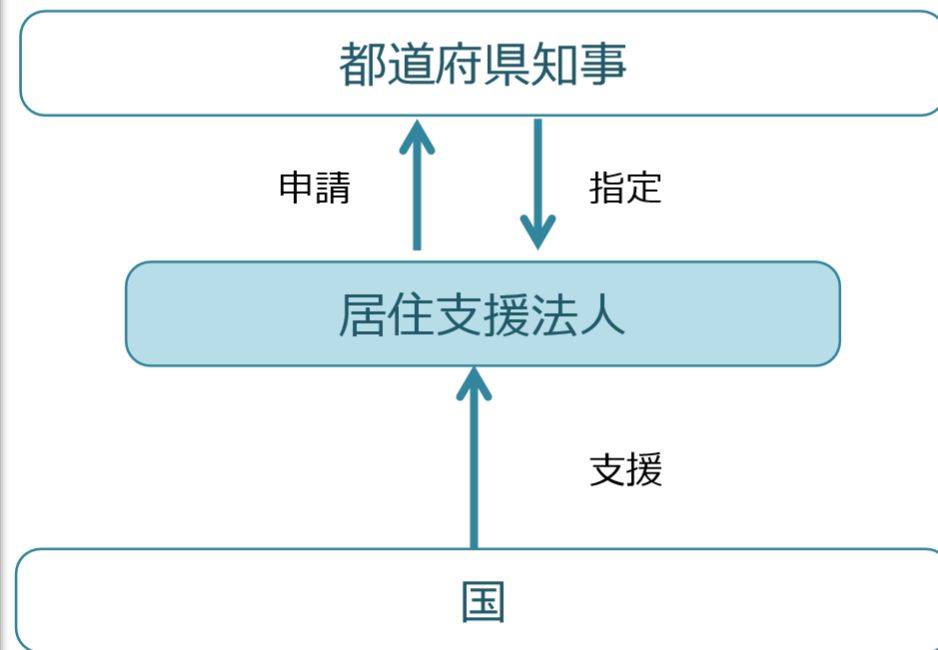 都道府県知事
申請
指定
居住支援法人
支援
国